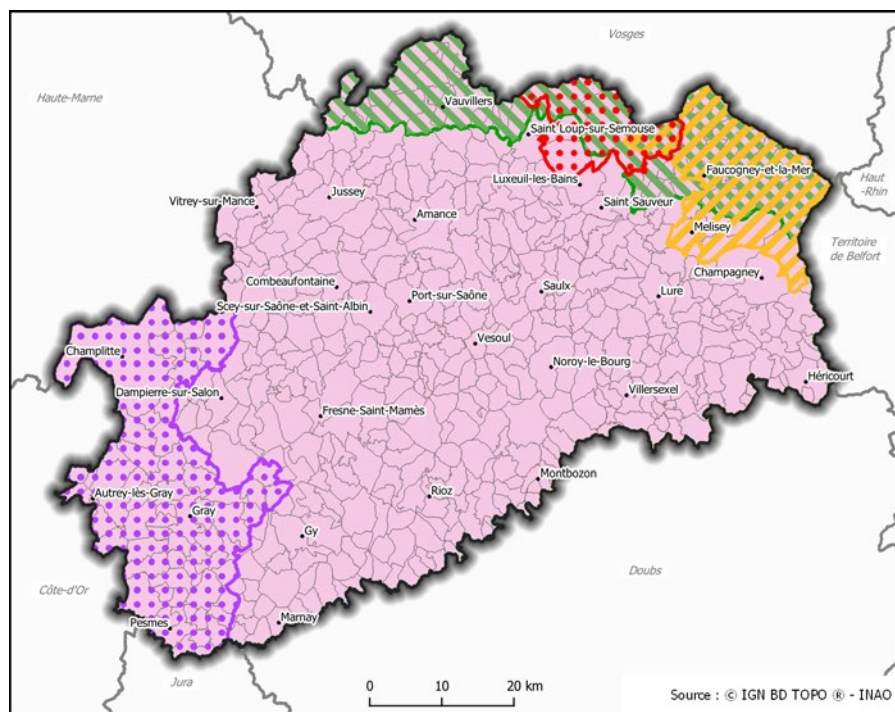 Vosges
Haute-Marne
Vauvillers
Saint Loup-sur-Semouse
Haut
-Rhin
Faucogney-et-la-Mer
Luxeuil-les-Bains
Jussey
Vitrey-sur-Mance
Saint Sauveur
Amance
Melisey
Territoire
de Belfort
Champagney
Combeaufontaine
Saulx
Port-sur-Saône
Lure
Scey-sur-Saône-et-Saint-Albin
Vesoul
Champlitte
Noroy-le-Bourg
Héricourt
Dampierre-sur-Salon
Villersexel
Fresne-Saint-Mamès
Montbozon
Autrey-lès-Gray
Rioz
Gray
Gy
Doubs
Côte-d'Or
Pesmes
Marnay
Jura
0 10 20 km
Source : © IGN BD TOPO ® - INAO